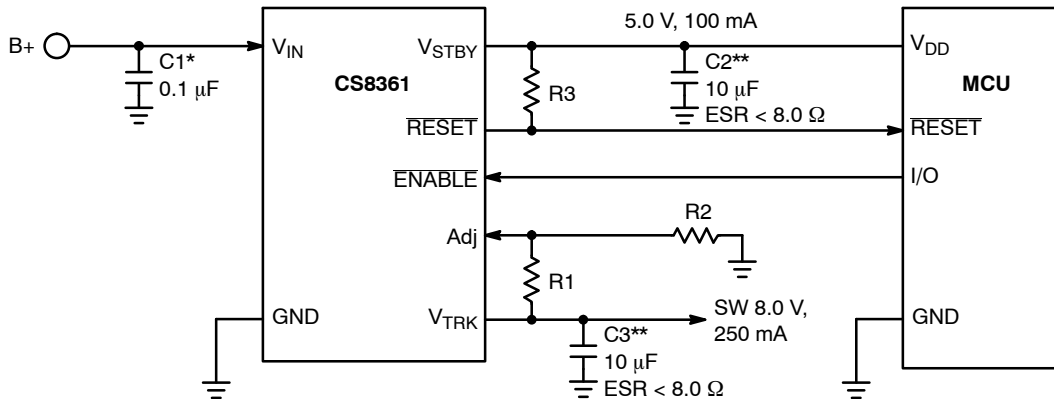 B+
C1*
0.1 μF
V_IN
CS8361
GND
V_STBY
RESET
ENABLE
Adj
V_TRK
R3
5.0 V, 100 mA
C2**
10 μF
ESR < 8.0 Ω
R2
R1
C3**
10 μF
ESR < 8.0 Ω
SW 8.0 V,
250 mA
V_DD
MCU
RESET
I/O
GND